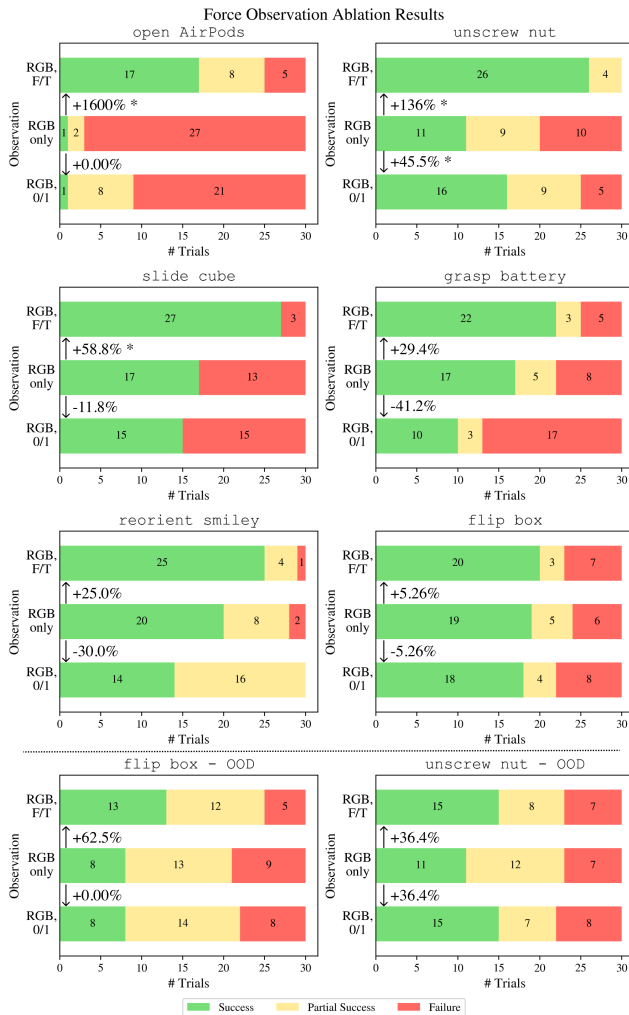 Force Observation Ablation Results
open AirPods
unscrew nut
Observation
RGB,
F/T
17
8
5
+1600% *
RGB
only
1
2
27
+0.00%
RGB,
0/1
1
8
21
0
5
10
15
20
25
30
# Trials
Observation
RGB,
F/T
26
4
+136% *
RGB
only
11
9
10
+45.5% *
RGB,
0/1
16
9
5
0
5
10
15
20
25
30
# Trials
slide cube
grasp battery
Observation
RGB,
F/T
27
3
+58.8% *
RGB
only
17
13
-11.8%
RGB,
0/1
15
15
0
5
10
15
20
25
30
# Trials
Observation
RGB,
F/T
22
3
5
+29.4%
RGB
only
17
5
8
-41.2%
RGB,
0/1
10
3
17
0
5
10
15
20
25
30
# Trials
reorient smiley
flip box
Observation
RGB,
F/T
25
4
1
+25.0%
RGB
only
20
8
2
-30.0%
RGB,
0/1
14
16
0
5
10
15
20
25
30
# Trials
Observation
RGB,
F/T
20
3
7
+5.26%
RGB
only
19
5
6
-5.26%
RGB,
0/1
18
4
8
0
5
10
15
20
25
30
# Trials
flip box - OOD
unscrew nut - OOD
Observation
RGB,
F/T
13
12
5
+62.5%
RGB
only
8
13
9
+0.00%
RGB,
0/1
8
14
8
0
5
10
15
20
25
30
# Trials
Observation
RGB,
F/T
15
8
7
+36.4%
RGB
only
11
12
7
+36.4%
RGB,
0/1
15
7
8
0
5
10
15
20
25
30
# Trials
Success
Partial Success
Failure